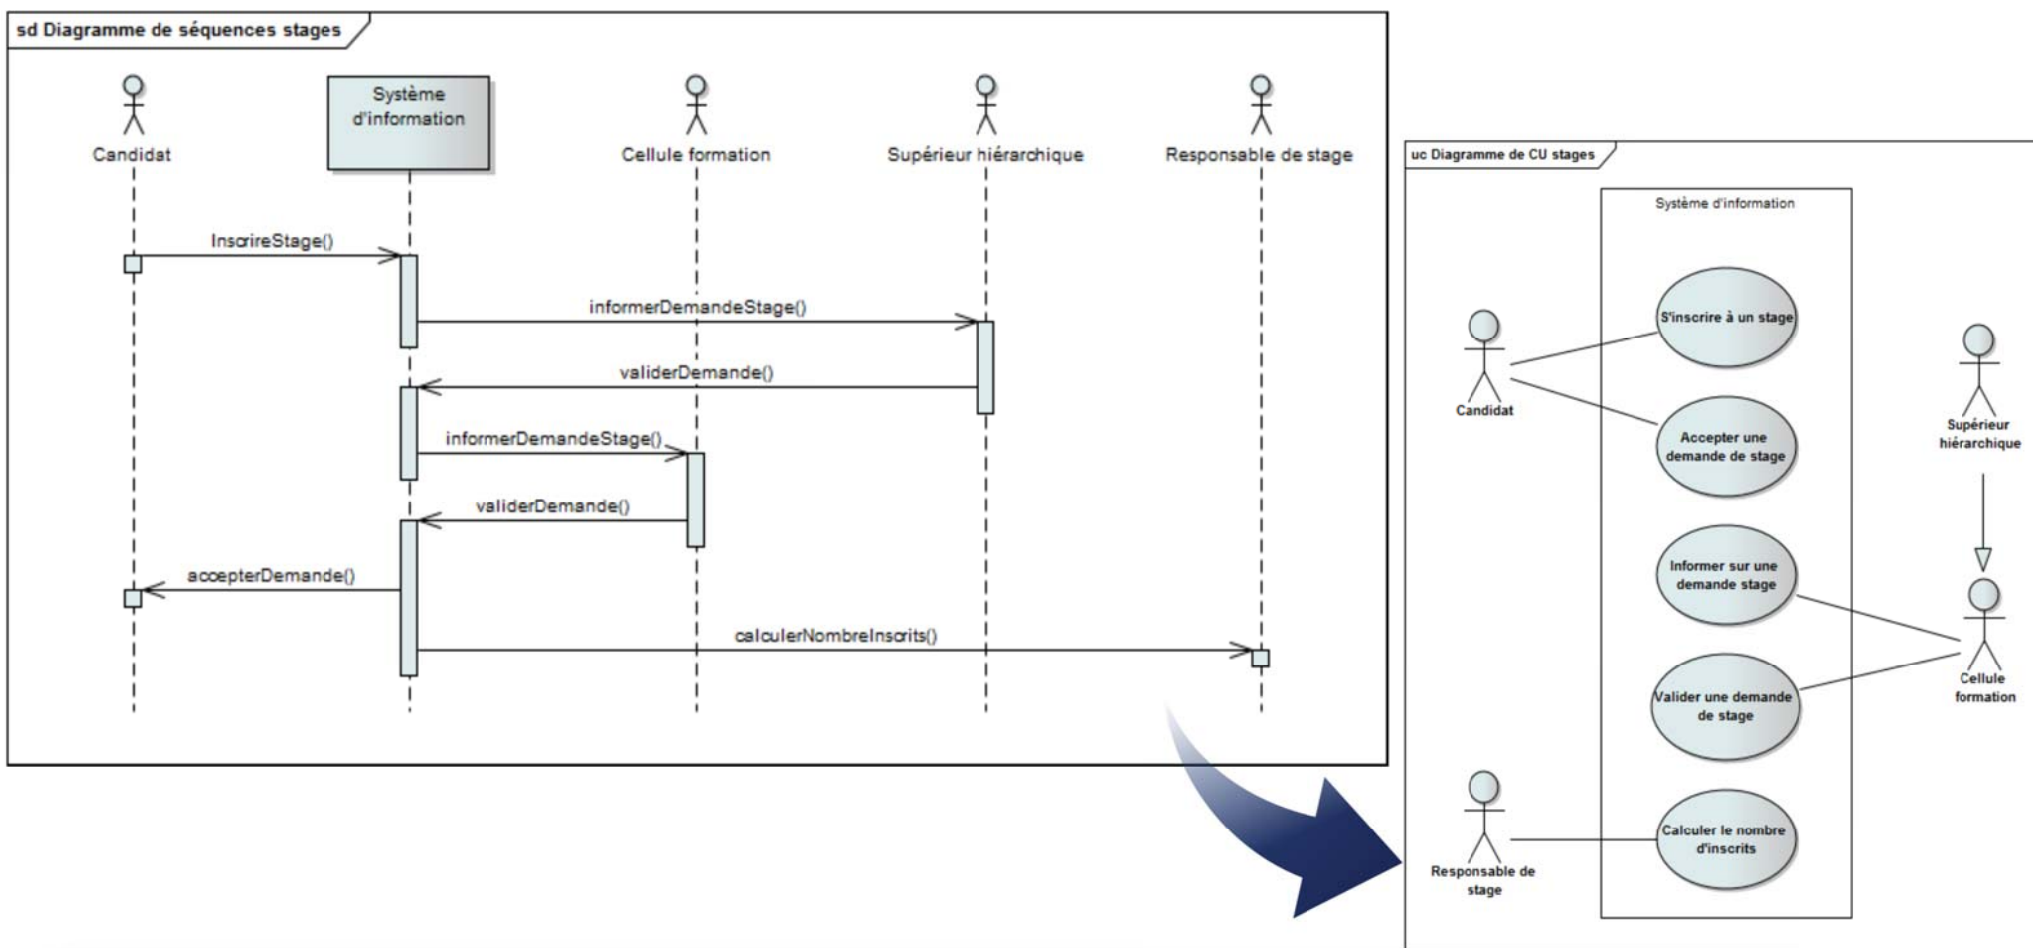 sd Diagramme de séquences stages
Candidat
Système
d'information
Cellule formation
Supérieur hiérarchique
Responsable de stage
InscrireStage()
informerDemandeStage()
validerDemande()
informerDemandeStage()
validerDemande()
accepterDemande()
calculerNombreInscrits()
uc Diagramme de CU stages
Système d'information
S'inscrire à un stage
Candidat
Accepter une
demande de stage
Supérieur
hiérarchique
Informer sur une
demande stage
Valider une demande
de stage
Cellule
formation
Calculer le nombre
d'inscrits
Responsable de
stage